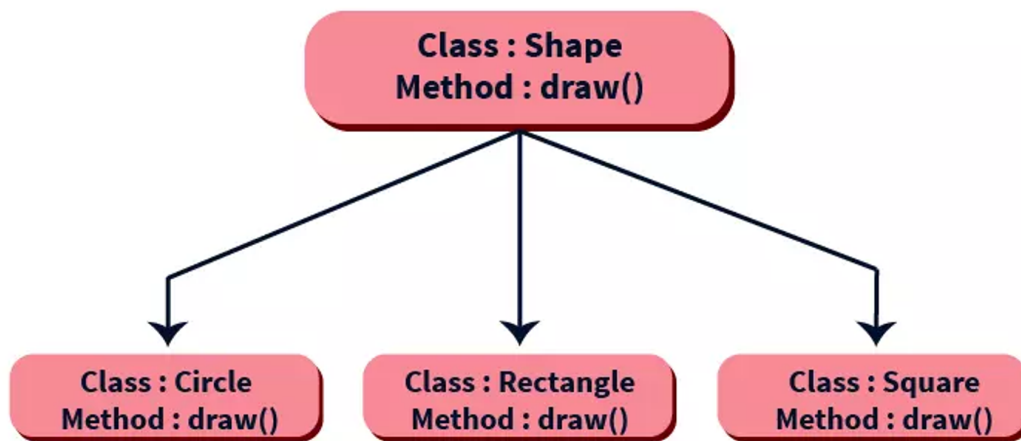 Class : Shape
Method : draw()
Class : Circle
Method : draw()
Class : Rectangle
Method : draw()
Class : Square
Method : draw()